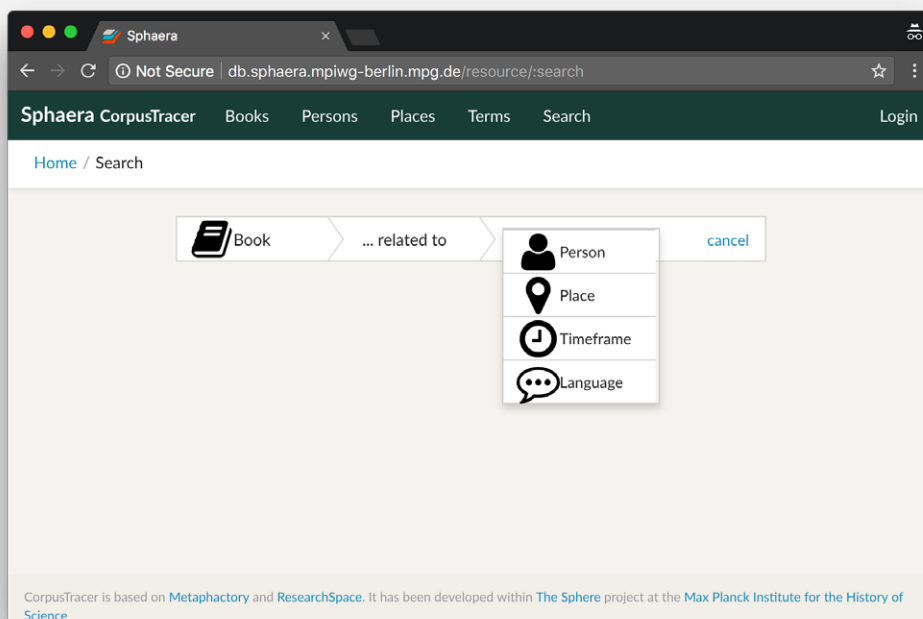 Sphaera
Not Secure db.sphaera.mpiwg-berlin.mpg.de/resource/:search
Sphaera CorpusTracer Books Persons Places Terms Search Login
Home / Search
Book ... related to cancel
Person
Place
Timeframe
Language
CorpusTracer is based on Metaphactory and ResearchSpace. It has been developed within The Sphere project at the Max Planck Institute for the History of
Science